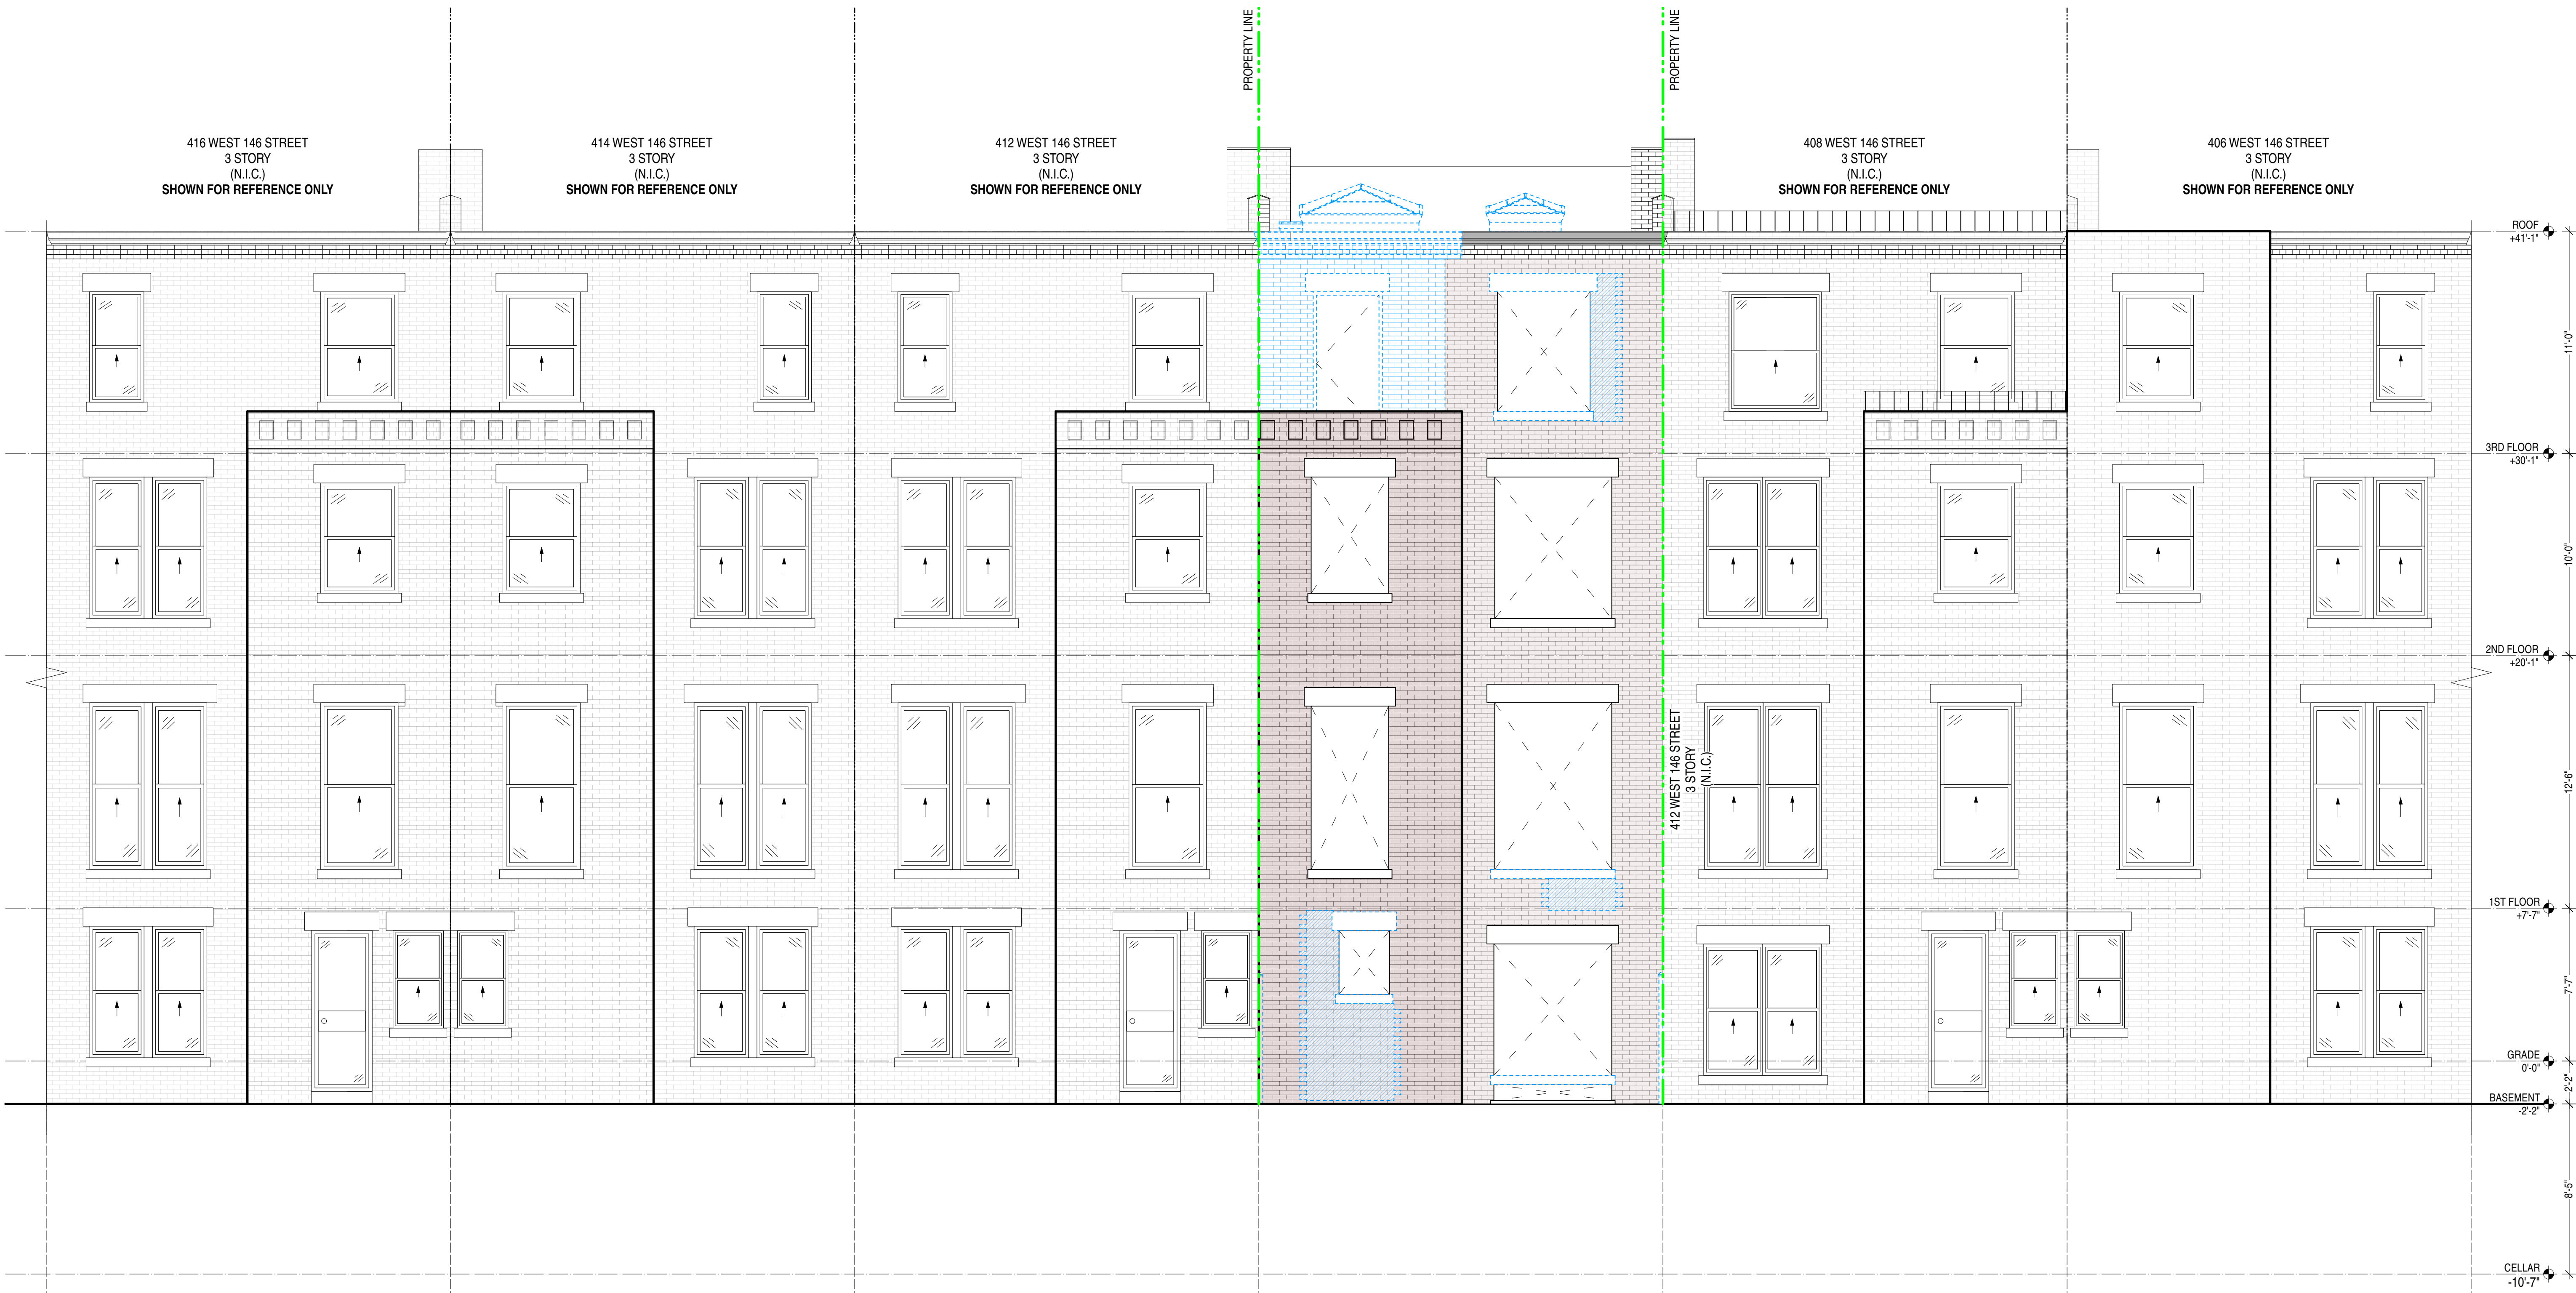 PROPERTY LINE
PROPERTY LINE
416 WEST 146 STREET
3 STORY
(N.I.C.)
SHOWN FOR REFERENCE ONLY
414 WEST 146 STREET
3 STORY
(N.I.C.)
SHOWN FOR REFERENCE ONLY
412 WEST 146 STREET
3 STORY
(N.I.C.)
SHOWN FOR REFERENCE ONLY
408 WEST 146 STREET
3 STORY
(N.I.C.)
SHOWN FOR REFERENCE ONLY
406 WEST 146 STREET
3 STORY
(N.I.C.)
SHOWN FOR REFERENCE ONLY
ROOF
+41'-1"
11'-0"
3RD FLOOR
+30'-1"
10'-0"
2ND FLOOR
+20'-1"
412 WEST 146 STREET
3 STORY
(N.I.C.)
12'-6"
1ST FLOOR
+7'-7"
7'-7"
GRADE
0'-0"
2'-2"
BASEMENT
-2'-2"
8'-5"
CELLAR
-10'-7"